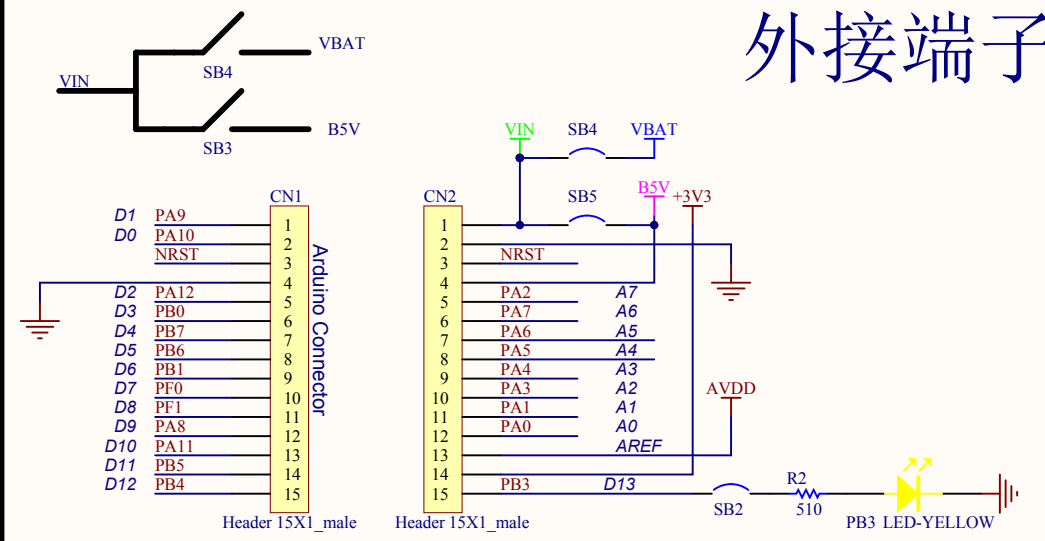 外接端子
VIN
SB4
VBAT
SB3
B5V
VIN
SB4
VBAT
SB5
B5V
+3V3
CN1
D1 PA9 1
D0 PA10 2
NRST 3
4
D2 PA12 5
D3 PB0 6
D4 PB7 7
D5 PB6 8
D6 PB1 9
D7 PF0 10
D8 PF1 11
D9 PA8 12
D10 PA11 13
D11 PB5 14
D12 PB4 15
Header 15X1_male
Arduino Connector
CN2
1
2
3 NRST
4
5 PA2 A7
6 PA7 A6
7 PA6 A5
8 PA5 A4
9 PA4 A3
10 PA3 A2
11 PA1 A1
12 PA0 A0
13 AREF
14
15 PB3 D13
Header 15X1_male
AVDD
SB2
R2
510
PB3 LED-YELLOW